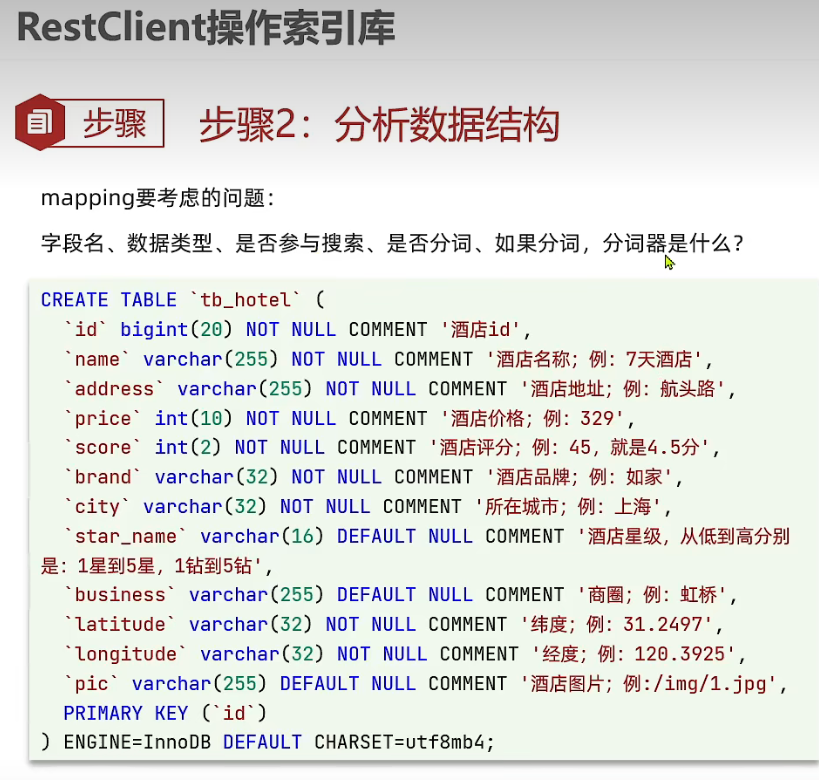 RestClient操作索引库
步骤 步骤2：分析数据结构
mapping要考虑的问题：
字段名、数据类型、是否参与搜索、是否分词、如果分词，分词器是什么？
CREATE TABLE `tb_hotel` (
`id` bigint(20) NOT NULL COMMENT '酒店id',
`name` varchar(255) NOT NULL COMMENT '酒店名称；例：7天酒店',
`address` varchar(255) NOT NULL COMMENT '酒店地址；例：航头路',
`price` int(10) NOT NULL COMMENT '酒店价格；例：329',
`score` int(2) NOT NULL COMMENT '酒店评分；例：45，就是4.5分',
`brand` varchar(32) NOT NULL COMMENT '酒店品牌；例：如家',
`city` varchar(32) NOT NULL COMMENT '所在城市；例：上海',
`star_name` varchar(16) DEFAULT NULL COMMENT '酒店星级，从低到高分别
是：1星到5星，1钻到5钻',
`business` varchar(255) DEFAULT NULL COMMENT '商圈；例：虹桥',
`latitude` varchar(32) NOT NULL COMMENT '纬度；例：31.2497',
`longitude` varchar(32) NOT NULL COMMENT '经度；例：120.3925',
`pic` varchar(255) DEFAULT NULL COMMENT '酒店图片；例:/img/1.jpg',
PRIMARY KEY (`id`)
) ENGINE=InnoDB DEFAULT CHARSET=utf8mb4;